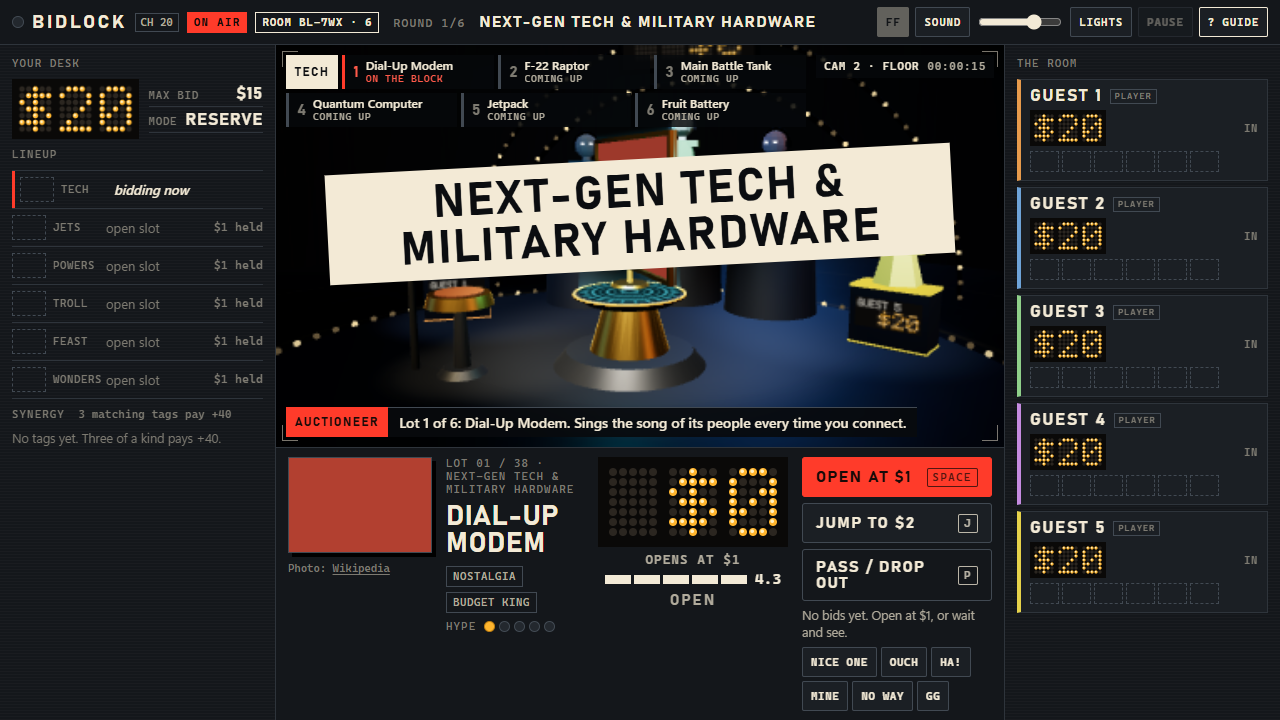 BIDLOCK
CH 20
ON AIR
ROOM BL-7WX · 6
ROUND 1/6
NEXT-GEN TECH & MILITARY HARDWARE
FF
SOUND
LIGHTS
PAUSE
? GUIDE
YOUR DESK
$20
MAX BID $15
MODE RESERVE
LINEUP
TECH bidding now
JETS open slot $1 held
POWERS open slot $1 held
TROLL open slot $1 held
FEAST open slot $1 held
WONDERS open slot $1 held
SYNERGY 3 matching tags pay +40
No tags yet. Three of a kind pays +40.
TECH
1 Dial-Up Modem
ON THE BLOCK
2 F-22 Raptor
COMING UP
3 Main Battle Tank
COMING UP
CAM 2 · FLOOR 00:00:15
4 Quantum Computer
COMING UP
5 Jetpack
COMING UP
6 Fruit Battery
COMING UP
NEXT-GEN TECH &
MILITARY HARDWARE
GUEST 5
$20
AUCTIONEER
Lot 1 of 6: Dial-Up Modem. Sings the song of its people every time you connect.
Photo: Wikipedia
LOT 01 / 38 ·
NEXT-GEN TECH &
MILITARY HARDWARE
DIAL-UP
MODEM
NOSTALGIA
BUDGET KING
HYPE
$0
OPENS AT $1
4.3
OPEN
OPEN AT $1 SPACE
JUMP TO $2 J
PASS / DROP
OUT P
No bids yet. Open at $1, or wait
and see.
NICE ONE
OUCH
HA!
MINE
NO WAY
GG
THE ROOM
GUEST 1 PLAYER
$20
IN
GUEST 2 PLAYER
$20
IN
GUEST 3 PLAYER
$20
IN
GUEST 4 PLAYER
$20
IN
GUEST 5 PLAYER
$20
IN